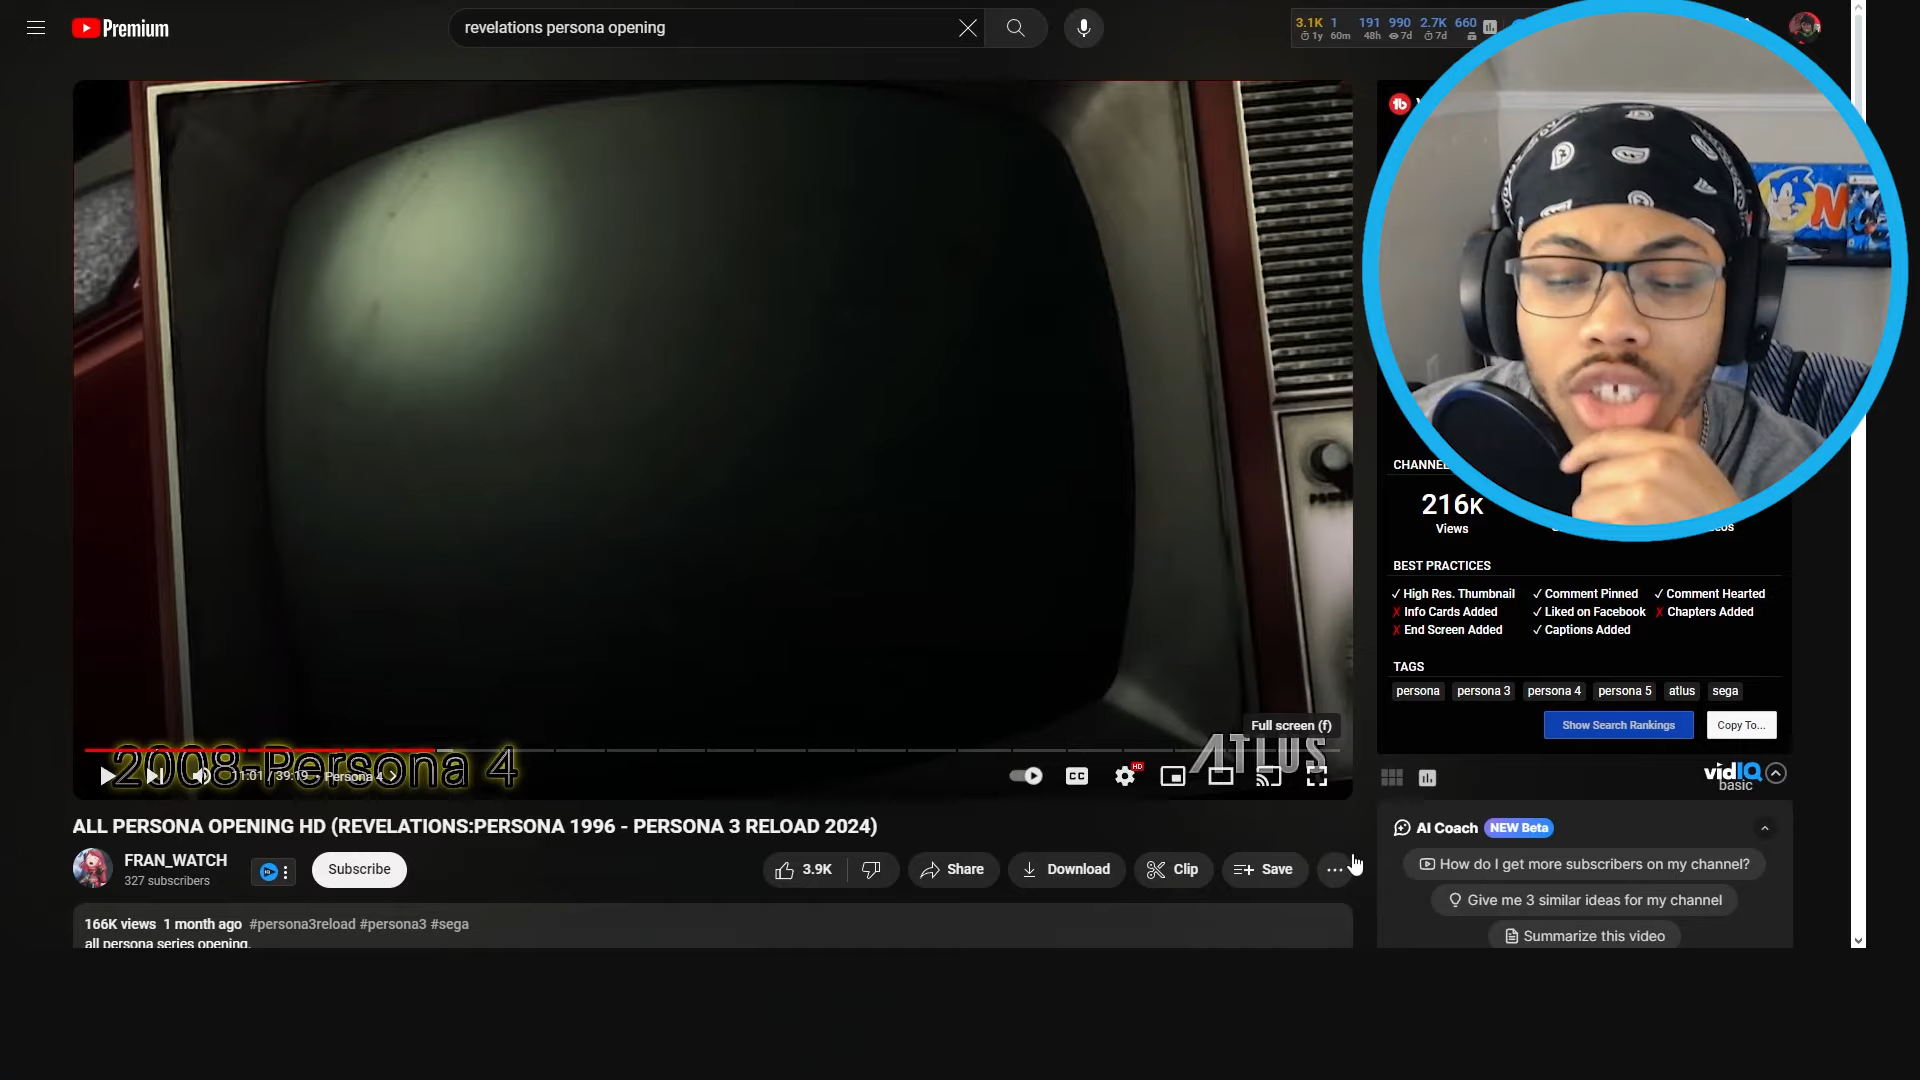 Premium
revelations persona opening
3.1K 1 191 990 2.7K 660
1y 60m 48h 7d 7d
Full screen (f)
ATLUS
2008-Persona 4
11:01 / 39:19 • Persona 4
CC
HD
ALL PERSONA OPENING HD (REVELATIONS:PERSONA 1996 - PERSONA 3 RELOAD 2024)
FRAN_WATCH
327 subscribers
Subscribe
3.9K
Share
Download
Clip
Save
166K views 1 month ago #persona3reload #persona3 #sega
all persona series opening.
216K
Views
BEST PRACTICES
✓ High Res. Thumbnail ✓ Comment Pinned ✓ Comment Hearted
✗ Info Cards Added ✓ Liked on Facebook ✗ Chapters Added
✗ End Screen Added ✓ Captions Added
TAGS
persona persona 3 persona 4 persona 5 atlus sega
Show Search Rankings Copy To...
vidIQ
basic
AI Coach NEW Beta
How do I get more subscribers on my channel?
Give me 3 similar ideas for my channel
Summarize this video